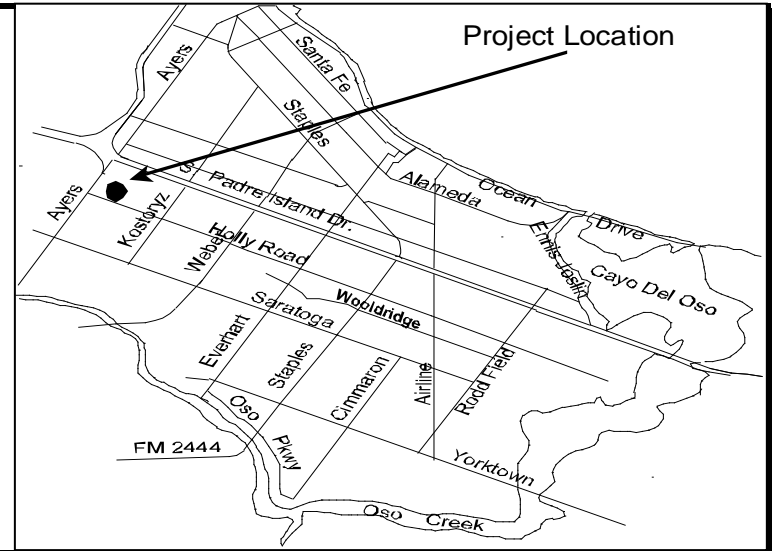 Project Location
Ayers
Santa Fe
Staples
S Padre Island Dr.
Alameda
Ocean
Drive
Ayers
Kostoryz
Weber
Holly Road
Ennis Joslin
Cayo Del Oso
Wooldridge
Saratoga
Everhart
Staples
Cimmaron
Airline
Rodd Field
Oso Pkwy
FM 2444
Yorktown
Oso Creek